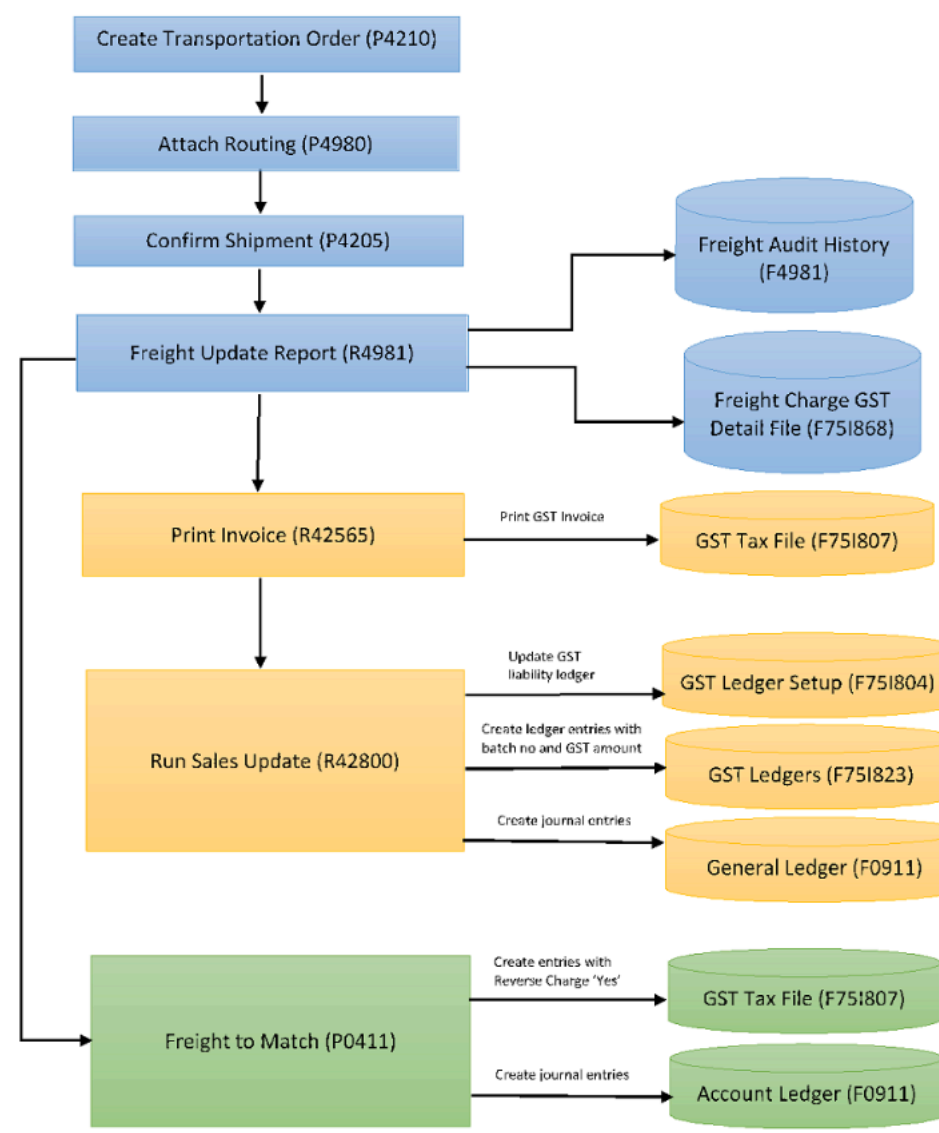 Create Transportation Order (P4210)
Attach Routing (P4980)
Confirm Shipment (P4205)
Freight Audit History
(F4981)
Freight Update Report (R4981)
Freight Charge GST
Detail File (F75I868)
Print Invoice (R42565)
Print GST Invoice
GST Tax File (F75I807)
Update GST
liability ledger
GST Ledger Setup (F75I804)
Run Sales Update (R42800)
Create ledger entries with
batch no and GST amount
GST Ledgers (F75I823)
Create journal entries
General Ledger (F0911)
Freight to Match (P0411)
Create entries with
Reverse Charge ‘Yes’
GST Tax File (F75I807)
Create journal entries
Account Ledger (F0911)